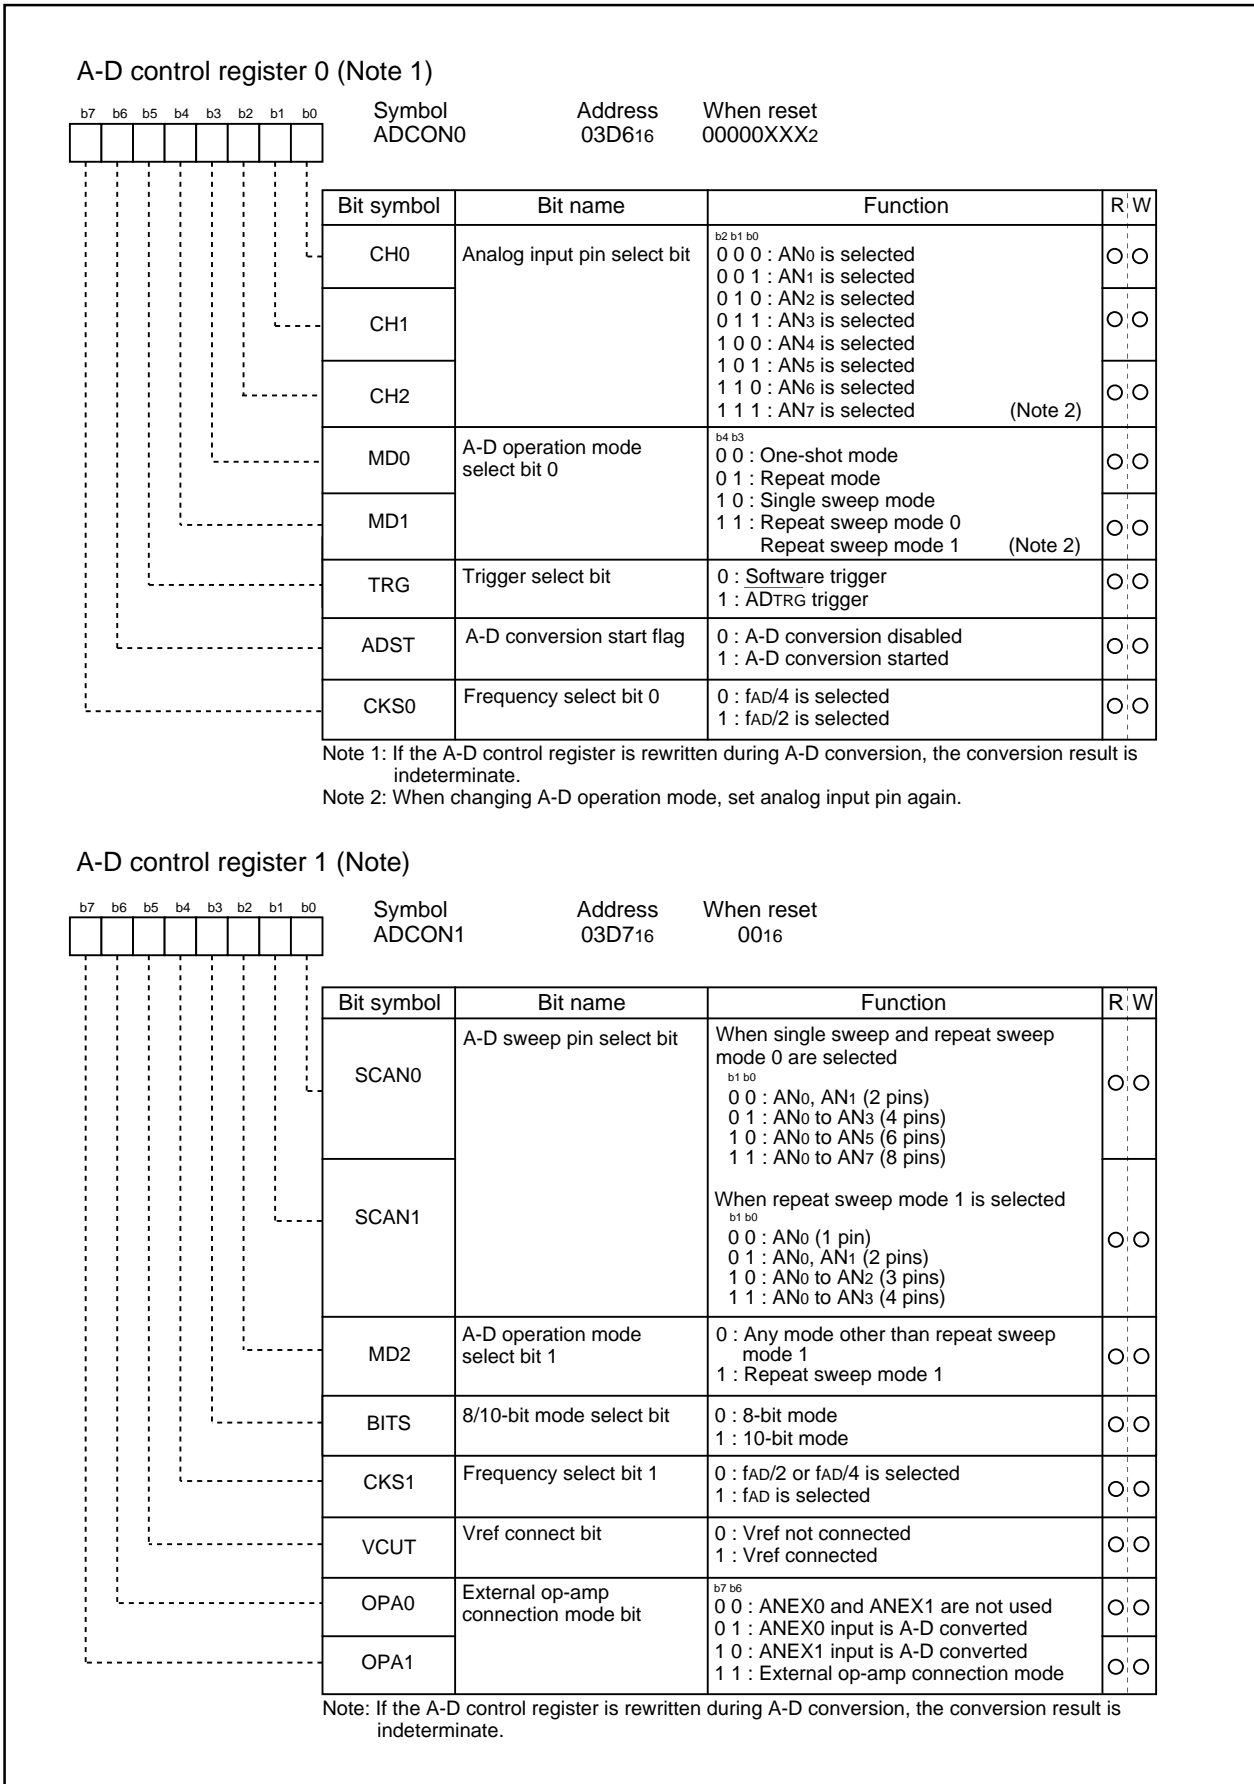 A-D control register 0 (Note 1)
b7 b6 b5 b4 b3 b2 b1 b0
Symbol Address When reset
ADCON0 03D616 00000XXX2
Bit symbol Bit name Function R W
CH0 Analog input pin select bit
b2 b1 b0
0 0 0 : AN0 is selected
0 0 1 : AN1 is selected
0 1 0 : AN2 is selected
CH1
0 1 1 : AN3 is selected
1 0 0 : AN4 is selected
1 0 1 : AN5 is selected
CH2
1 1 0 : AN6 is selected
1 1 1 : AN7 is selected (Note 2)
MD0 A-D operation mode
select bit 0
b4 b3
0 0 : One-shot mode
0 1 : Repeat mode
1 0 : Single sweep mode
MD1
1 1 : Repeat sweep mode 0
Repeat sweep mode 1 (Note 2)
TRG Trigger select bit
0 : Software trigger
1 : ADTRG trigger
ADST A-D conversion start flag
0 : A-D conversion disabled
1 : A-D conversion started
CKS0 Frequency select bit 0
0 : fAD/4 is selected
1 : fAD/2 is selected
Note 1: If the A-D control register is rewritten during A-D conversion, the conversion result is
indeterminate.
Note 2: When changing A-D operation mode, set analog input pin again.
A-D control register 1 (Note)
b7 b6 b5 b4 b3 b2 b1 b0
Symbol Address When reset
ADCON1 03D716 0016
Bit symbol Bit name Function R W
SCAN0 A-D sweep pin select bit
When single sweep and repeat sweep
mode 0 are selected
b1 b0
0 0 : AN0, AN1 (2 pins)
0 1 : AN0 to AN3 (4 pins)
1 0 : AN0 to AN5 (6 pins)
1 1 : AN0 to AN7 (8 pins)
SCAN1
When repeat sweep mode 1 is selected
b1 b0
0 0 : AN0 (1 pin)
0 1 : AN0, AN1 (2 pins)
1 0 : AN0 to AN2 (3 pins)
1 1 : AN0 to AN3 (4 pins)
MD2 A-D operation mode
select bit 1
0 : Any mode other than repeat sweep
mode 1
1 : Repeat sweep mode 1
BITS 8/10-bit mode select bit
0 : 8-bit mode
1 : 10-bit mode
CKS1 Frequency select bit 1
0 : fAD/2 or fAD/4 is selected
1 : fAD is selected
VCUT Vref connect bit
0 : Vref not connected
1 : Vref connected
OPA0 External op-amp
connection mode bit
b7 b6
0 0 : ANEX0 and ANEX1 are not used
0 1 : ANEX0 input is A-D converted
OPA1
1 0 : ANEX1 input is A-D converted
1 1 : External op-amp connection mode
Note: If the A-D control register is rewritten during A-D conversion, the conversion result is
indeterminate.